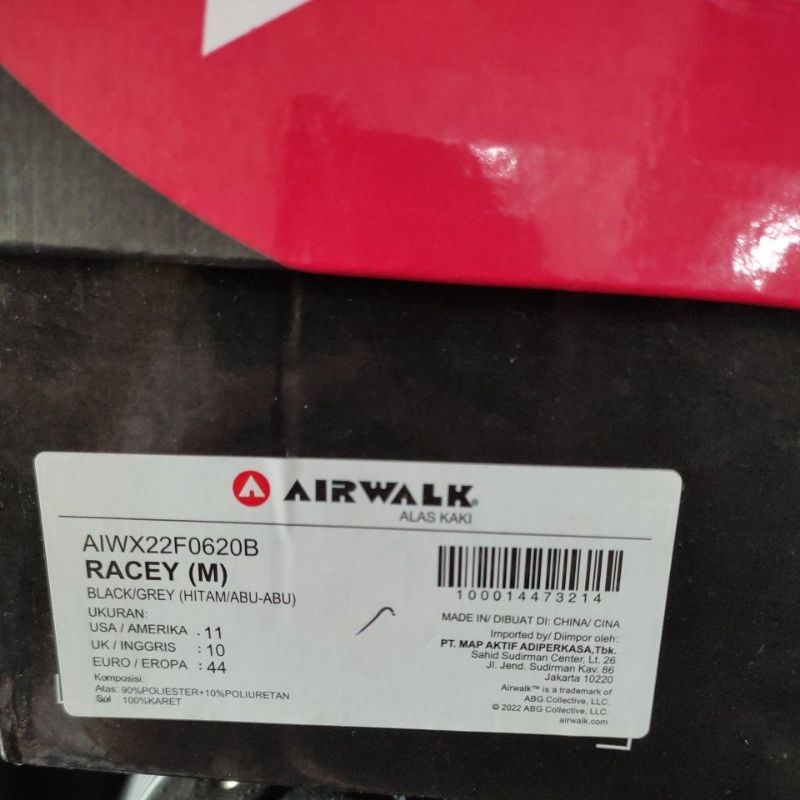 AIRWALK
ALAS KAKI
AIWX22F0620B
RACEY (M)
BLACK/GREY (HITAM/ABU-ABU)
UKURAN:
USA / AMERIKA : 11
UK / INGGRIS : 10
EURO / EROPA : 44
Komposisi:
Atas: 90%POLIESTER+10%POLIURETAN
Sol : 100%KARET
100014473214
MADE IN/ DIBUAT DI: CHINA/ CINA
Imported by/ Diimpor oleh:
PT. MAP AKTIF ADIPERKASA,Tbk.
Sahid Sudirman Center, Lt. 26
Jl. Jend. Sudirman Kav. 86
Jakarta 10220
Airwalk™ is a trademark of
ABG Collective, LLC.
© 2022 ABG Collective, LLC.
airwalk.com